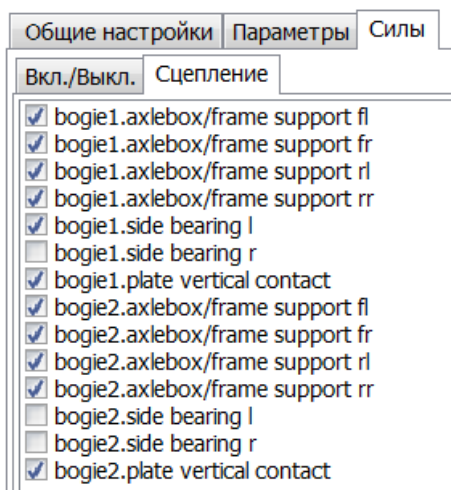 Общие настройки Параметры Силы
Вкл./Выкл. Сцепление
bogie1.axlebox/frame support fl
bogie1.axlebox/frame support fr
bogie1.axlebox/frame support rl
bogie1.axlebox/frame support rr
bogie1.side bearing l
bogie1.side bearing r
bogie1.plate vertical contact
bogie2.axlebox/frame support fl
bogie2.axlebox/frame support fr
bogie2.axlebox/frame support rl
bogie2.axlebox/frame support rr
bogie2.side bearing l
bogie2.side bearing r
bogie2.plate vertical contact